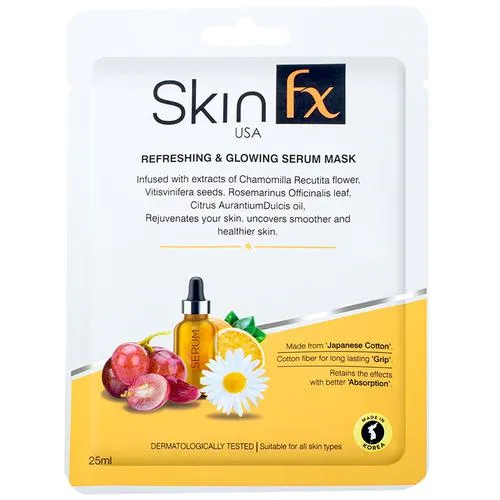 Skin fx
USA
REFRESHING & GLOWING SERUM MASK
Infused with extracts of Chamomilla Recutita flower,
Vitisvinifera seeds, Rosemarinus Officinalis leaf,
Citrus AurantiumDulcis oil,
Rejuvenates your skin, uncovers smoother and
healthier skin.
SERUM
Made from 'Japanese Cotton'.
Cotton fiber for long lasting 'Grip'.
Retains the effects
with better 'Absorption'.
MADE IN
KOREA
DERMATOLOGICALLY TESTED | Suitable for all skin types
25ml